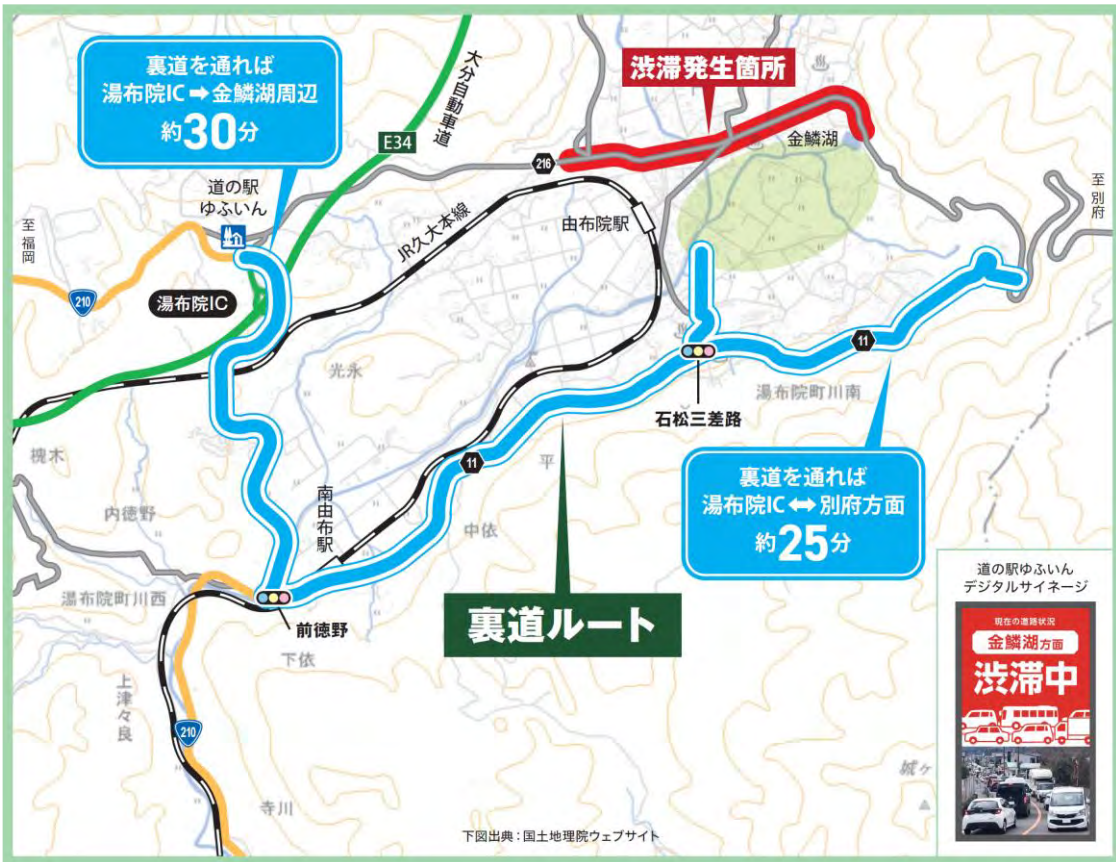 裏道を通れば
湯布院IC➡金鱗湖周辺
約30分
大分自動車道
E34
渋滞発生箇所
216
金鱗湖
至別府
道の駅
ゆふいん
至福岡
JR久大本線
由布院駅
210
湯布院IC
光永
11
湯布院町川南
石松三差路
槐木
平
11
内徳野
南由布駅
中依
裏道を通れば
湯布院IC⬌別府方面
約25分
湯布院町川西
前徳野
下依
裏道ルート
上津々良
210
寺川
城ヶ
道の駅ゆふいん
デジタルサイネージ
現在の道路状況
金鱗湖方面
渋滞中
下図出典：国土地理院ウェブサイト